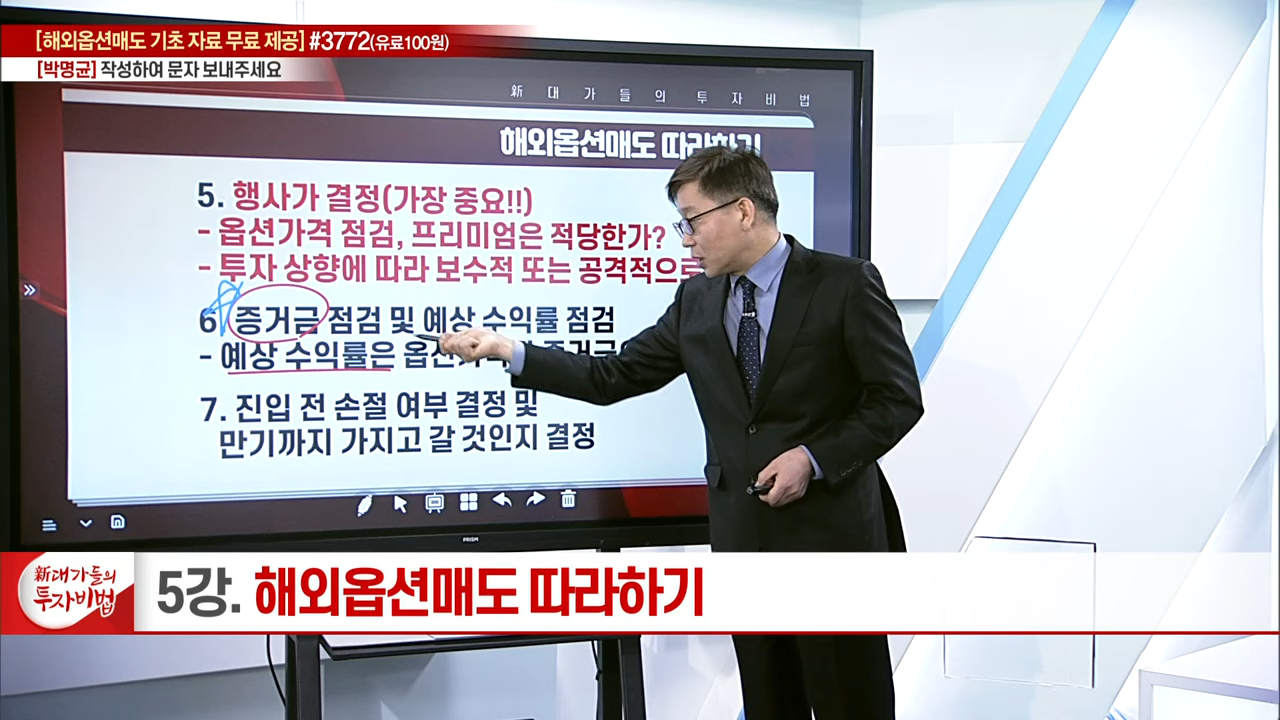 [해외옵션매도 기초 자료 무료 제공] #3772(유료100원)
[박명균] 작성하여 문자 보내주세요
新 대 가 들 의 투 자 비 법
해외옵션매도 따라하기
5. 행사가 결정(가장 중요!!)
- 옵션가격 점검, 프리미엄은 적당한가?
- 투자 상향에 따라 보수적 또는 공격적으로
6. 증거금 점검 및 예상 수익률 점검
- 예상 수익률은
7. 진입 전 손절 여부 결정 및
만기까지 가지고 갈 것인지 결정
PRISM
新대가들의
투자비법
5강. 해외옵션매도 따라하기